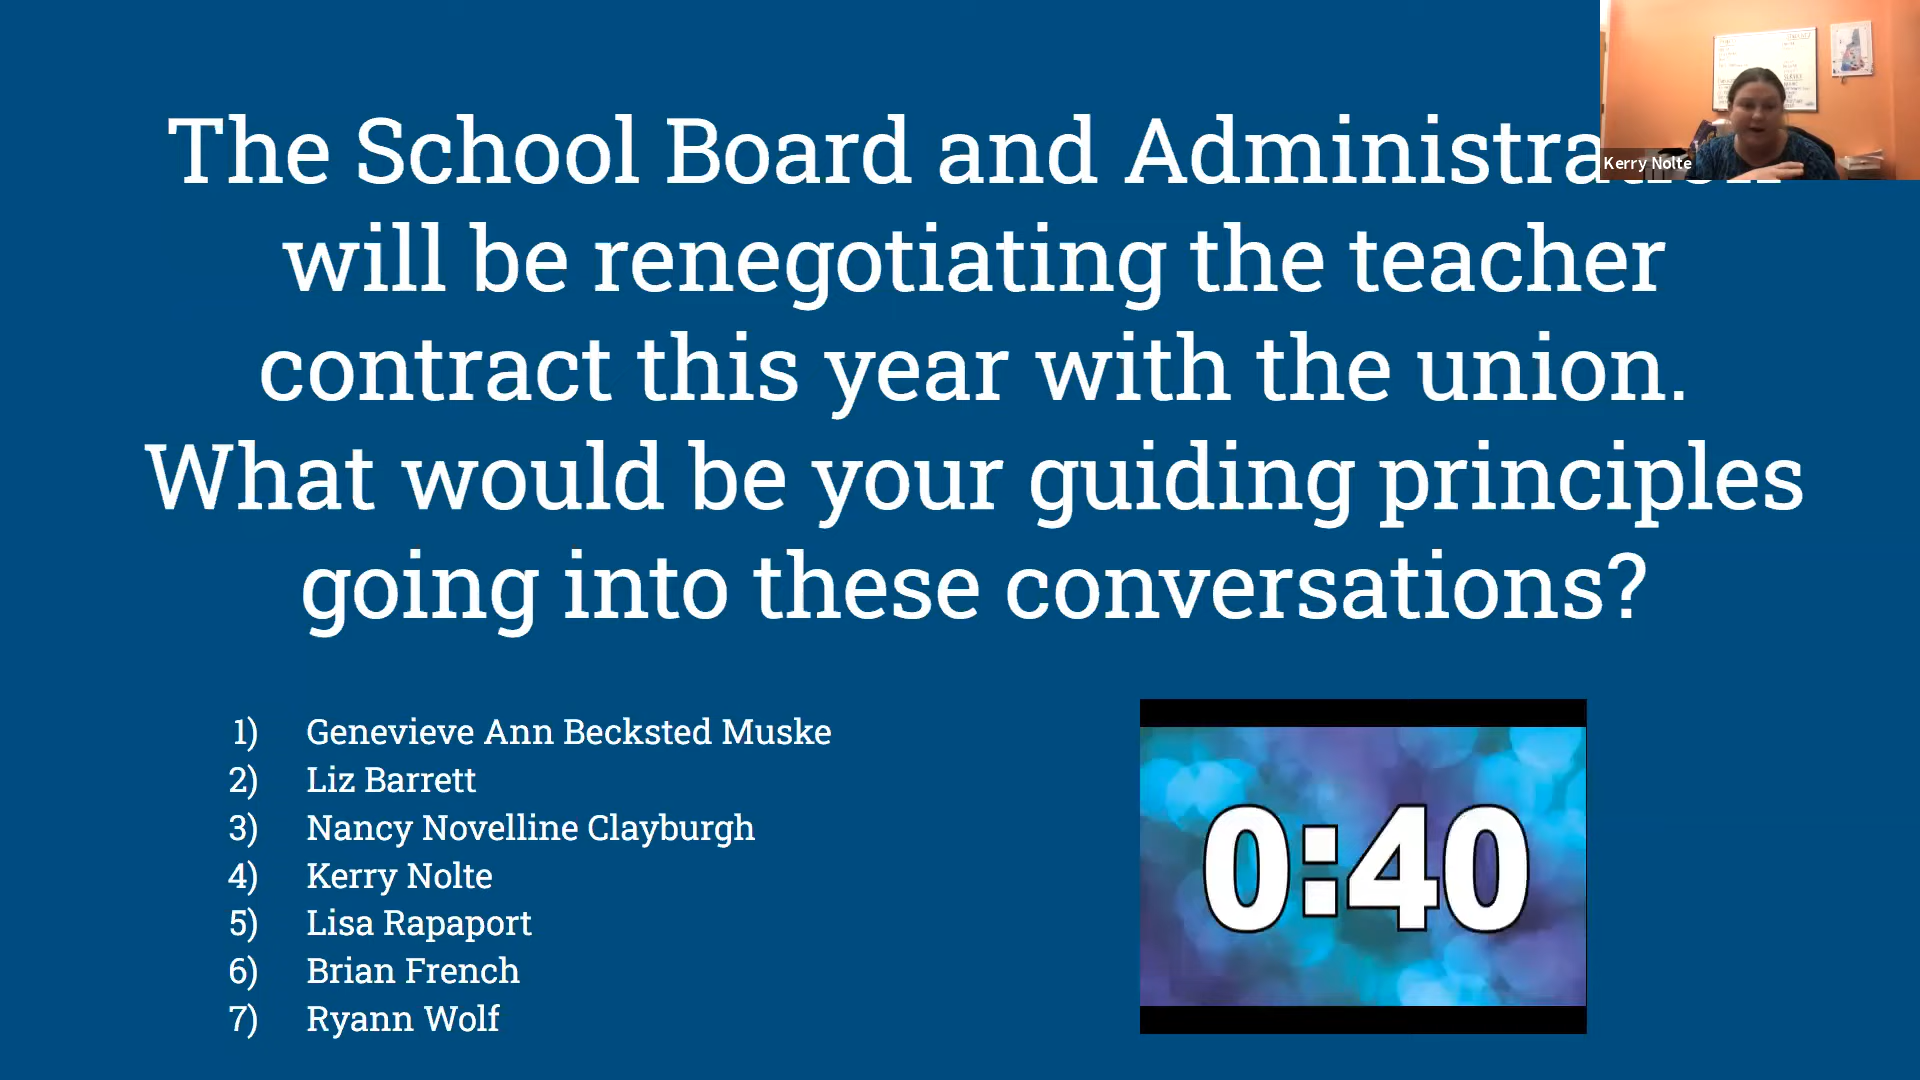 The School Board and Administration
will be renegotiating the teacher
contract this year with the union.
What would be your guiding principles
going into these conversations?
Kerry Nolte
1) Genevieve Ann Becksted Muske
2) Liz Barrett
3) Nancy Novelline Clayburgh
4) Kerry Nolte
5) Lisa Rapaport
6) Brian French
7) Ryann Wolf
0:40